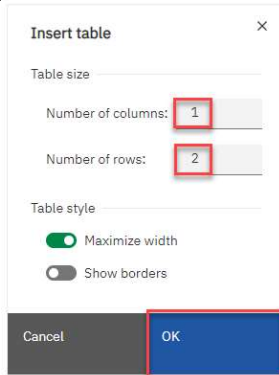 Insert table
Table size
Number of columns: 1
Number of rows: 2
Table style
Maximize width
Show borders
Cancel OK